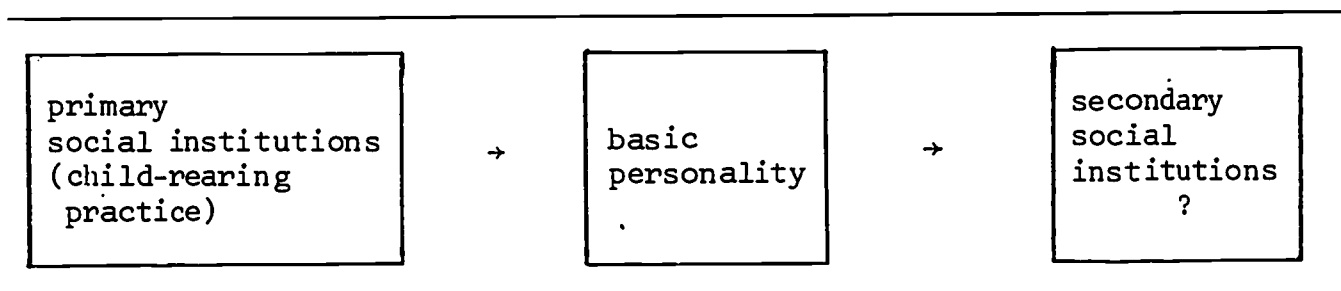 primary
social institutions
(child-rearing
practice)
→
basic
personality
→
secondary
social
institutions
?